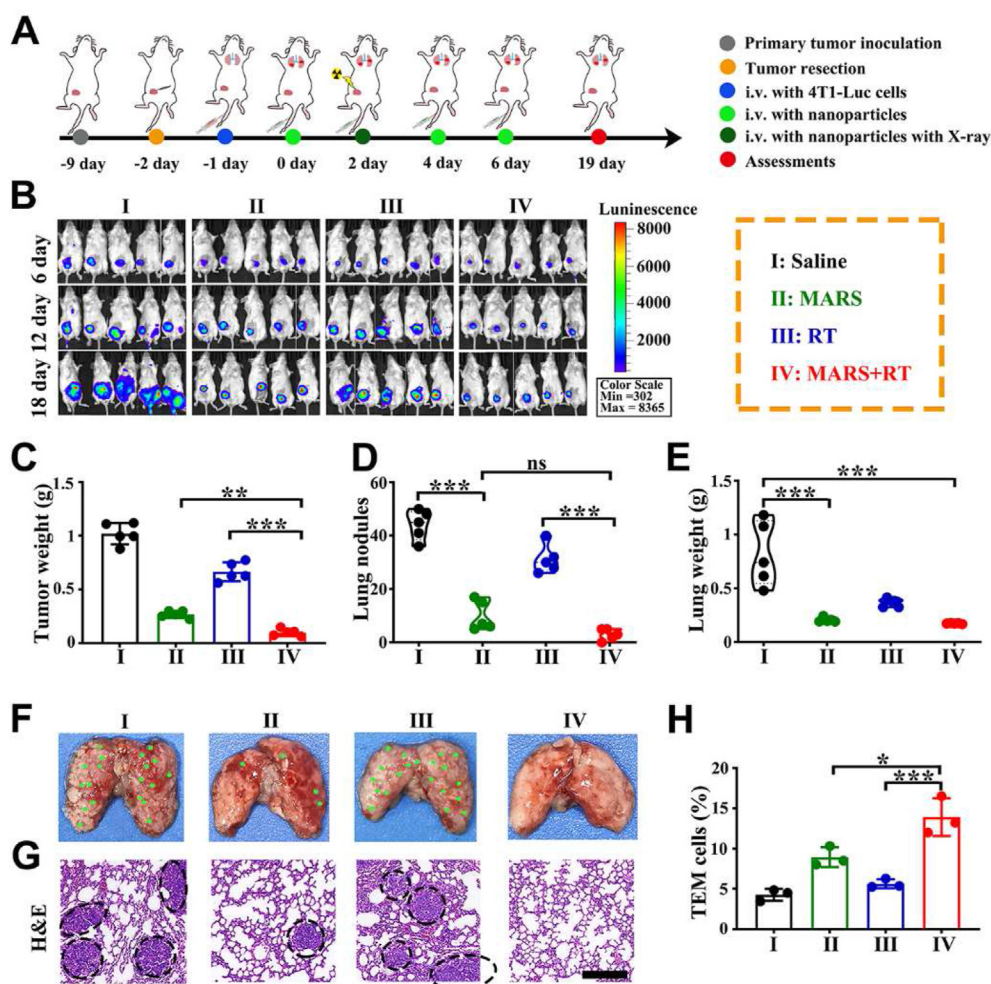 A
Primary tumor inoculation
Tumor resection
i.v. with 4T1-Luc cells
i.v. with nanoparticles
i.v. with nanoparticles with X-ray
Assessments
-9 day
-2 day
-1 day
0 day
2 day
4 day
6 day
19 day
B
I
II
III
IV
6 day
12 day
18 day
Luninescence
8000
6000
4000
2000
Color Scale
Min =302
Max = 8365
I: Saline
II: MARS
III: RT
IV: MARS+RT
C
Tumor weight (g)
1.5
1
0.5
0
**
***
I
II
III
IV
D
Lung nodules
60
40
20
0
***
ns
***
I
II
III
IV
E
Lung weight (g)
1.5
1
0.5
0
***
***
I
II
III
IV
F
I
II
III
IV
G
H&E
H
TEM cells (%)
20
15
10
5
0
*
***
I
II
III
IV